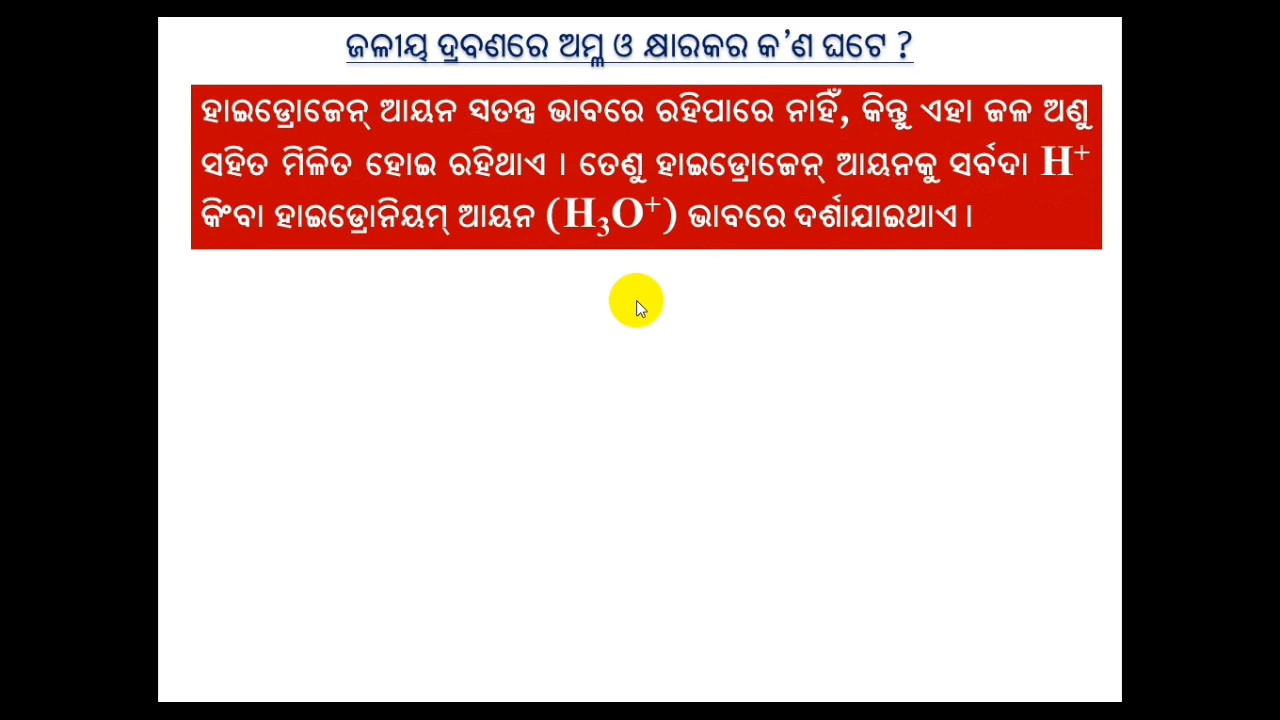 ଜଳୀୟ ଦ୍ରବଣରେ ଅମ୍ଳ ଓ କ୍ଷାରକର କ'ଣ ଘଟେ ?
ହାଇଡ୍ରୋଜେନ୍ ଆୟନ ସ୍ୱତନ୍ତ୍ର ଭାବରେ ରହିପାରେ ନାହିଁ, କିନ୍ତୁ ଏହା ଜଳ ଅଣୁ
ସହିତ ମିଳିତ ହୋଇ ରହିଥାଏ । ତେଣୁ ହାଇଡ୍ରୋଜେନ୍ ଆୟନକୁ ସର୍ବଦା H⁺
କିଂବା ହାଇଡ୍ରୋନିୟମ୍ ଆୟନ (H₃O⁺) ଭାବରେ ଦର୍ଶାଯାଇଥାଏ ।